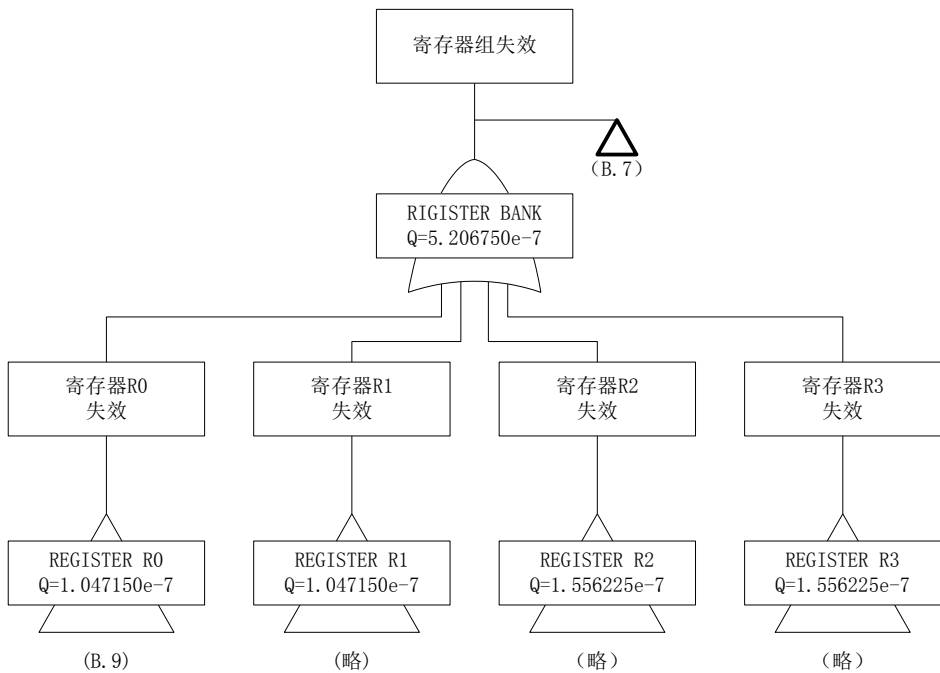 寄存器组失效
（B.7）
RIGISTER BANK
Q=5.206750e-7
寄存器R0
失效
寄存器R1
失效
寄存器R2
失效
寄存器R3
失效
REGISTER R0
Q=1.047150e-7
REGISTER R1
Q=1.047150e-7
REGISTER R2
Q=1.556225e-7
REGISTER R3
Q=1.556225e-7
(B.9)
(略)
（略）
（略）